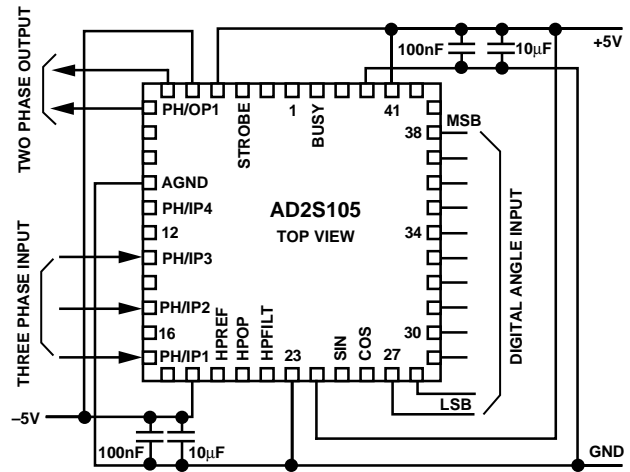 +5V
100nF
10µF
TWO PHASE OUTPUT
PH/OP1
STROBE
1
BUSY
41
MSB
38
AGND
PH/IP4
12
PH/IP3
PH/IP2
16
PH/IP1
AD2S105
TOP VIEW
34
30
DIGITAL ANGLE INPUT
THREE PHASE INPUT
HPREF
HPOP
HPFILT
23
SIN
COS
27
LSB
–5V
100nF
10µF
GND